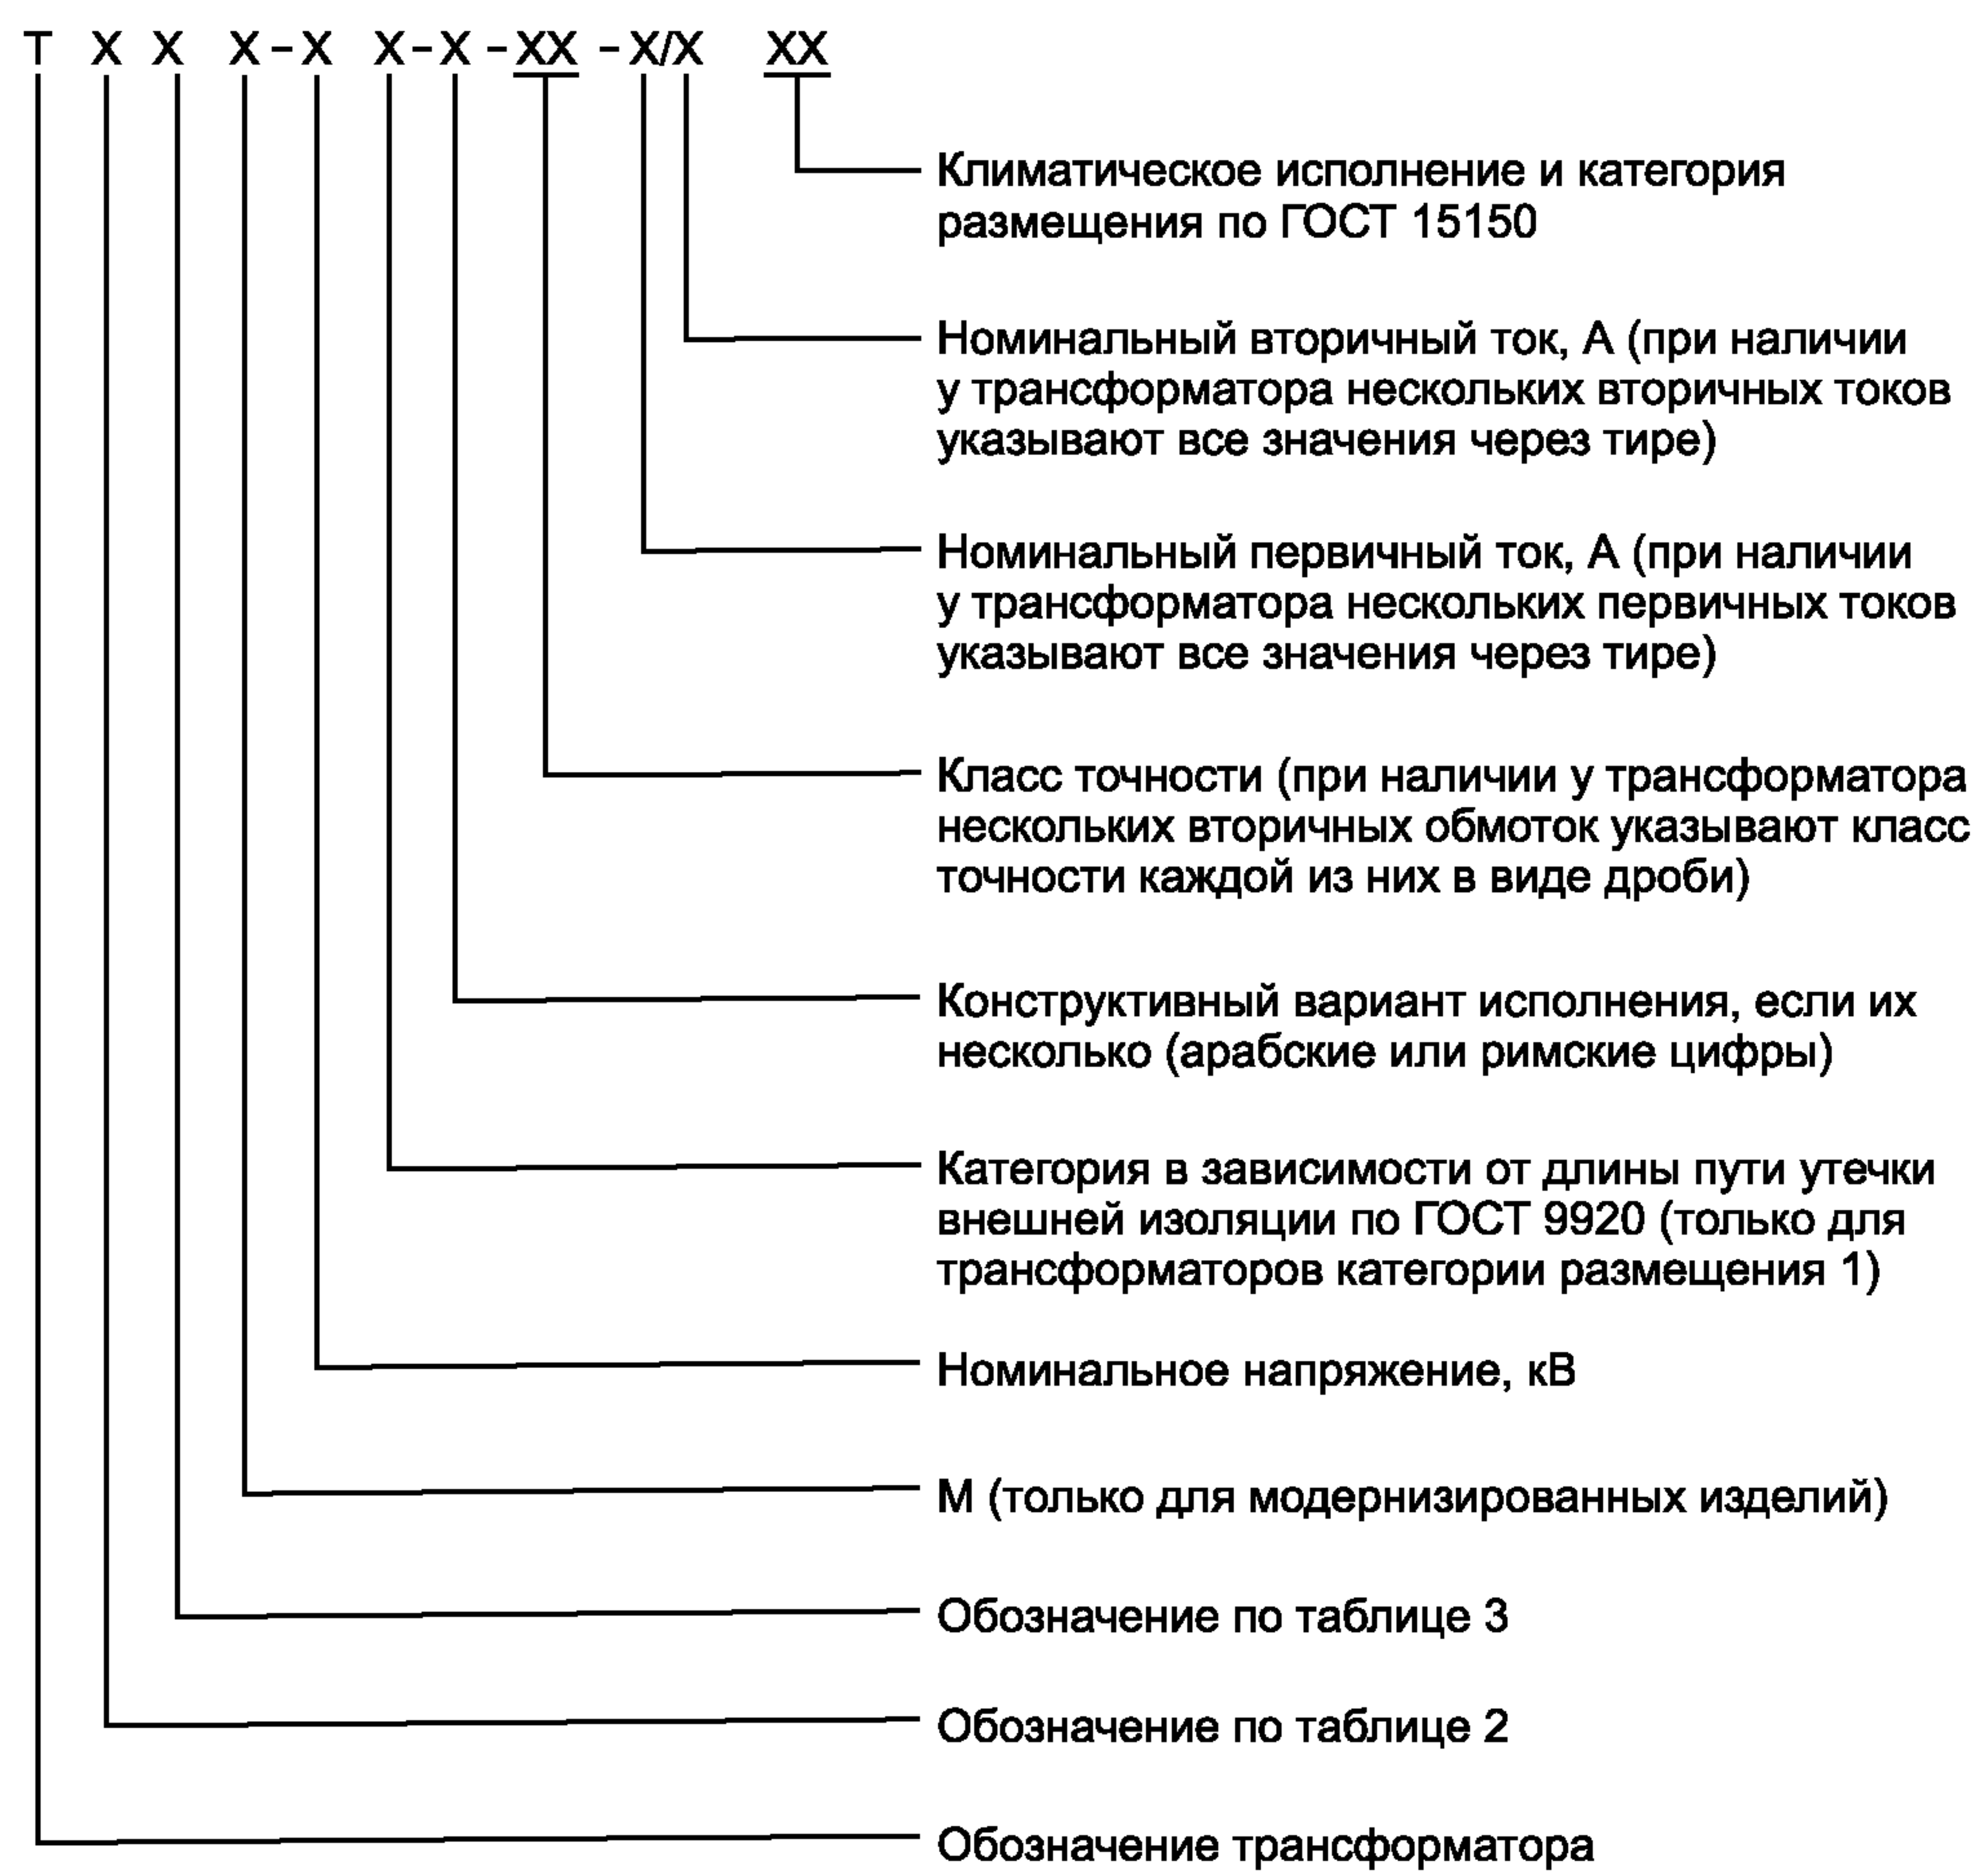 Т Х Х Х-Х Х-Х-ХХ-Х/Х ХХ
Климатическое исполнение и категория
размещения по ГОСТ 15150
Номинальный вторичный ток, А (при наличии
у трансформатора нескольких вторичных токов
указывают все значения через тире)
Номинальный первичный ток, А (при наличии
у трансформатора нескольких первичных токов
указывают все значения через тире)
Класс точности (при наличии у трансформатора
нескольких вторичных обмоток указывают класс
точности каждой из них в виде дроби)
Конструктивный вариант исполнения, если их
несколько (арабские или римские цифры)
Категория в зависимости от длины пути утечки
внешней изоляции по ГОСТ 9920 (только для
трансформаторов категории размещения 1)
Номинальное напряжение, кВ
М (только для модернизированных изделий)
Обозначение по таблице 3
Обозначение по таблице 2
Обозначение трансформатора